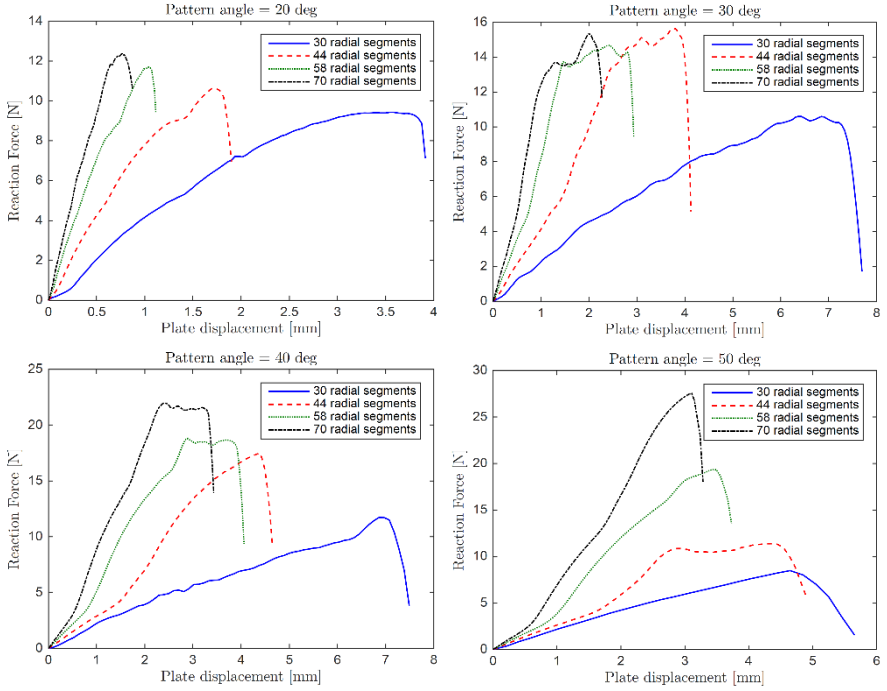 Pattern angle = 20 deg
Reaction Force [N]
14
12
10
8
6
4
2
0
0 0.5 1 1.5 2 2.5 3 3.5 4
Plate displacement [mm]
30 radial segments
44 radial segments
58 radial segments
70 radial segments
Pattern angle = 30 deg
Reaction Force [N]
16
14
12
10
8
6
4
2
0
0 1 2 3 4 5 6 7 8
Plate displacement [mm]
30 radial segments
44 radial segments
58 radial segments
70 radial segments
Pattern angle = 40 deg
Reaction Force [N]
25
20
15
10
5
0
0 1 2 3 4 5 6 7 8
Plate displacement [mm]
30 radial segments
44 radial segments
58 radial segments
70 radial segments
Pattern angle = 50 deg
Reaction Force [N]
30
25
20
15
10
5
0
0 1 2 3 4 5 6
Plate displacement [mm]
30 radial segments
44 radial segments
58 radial segments
70 radial segments